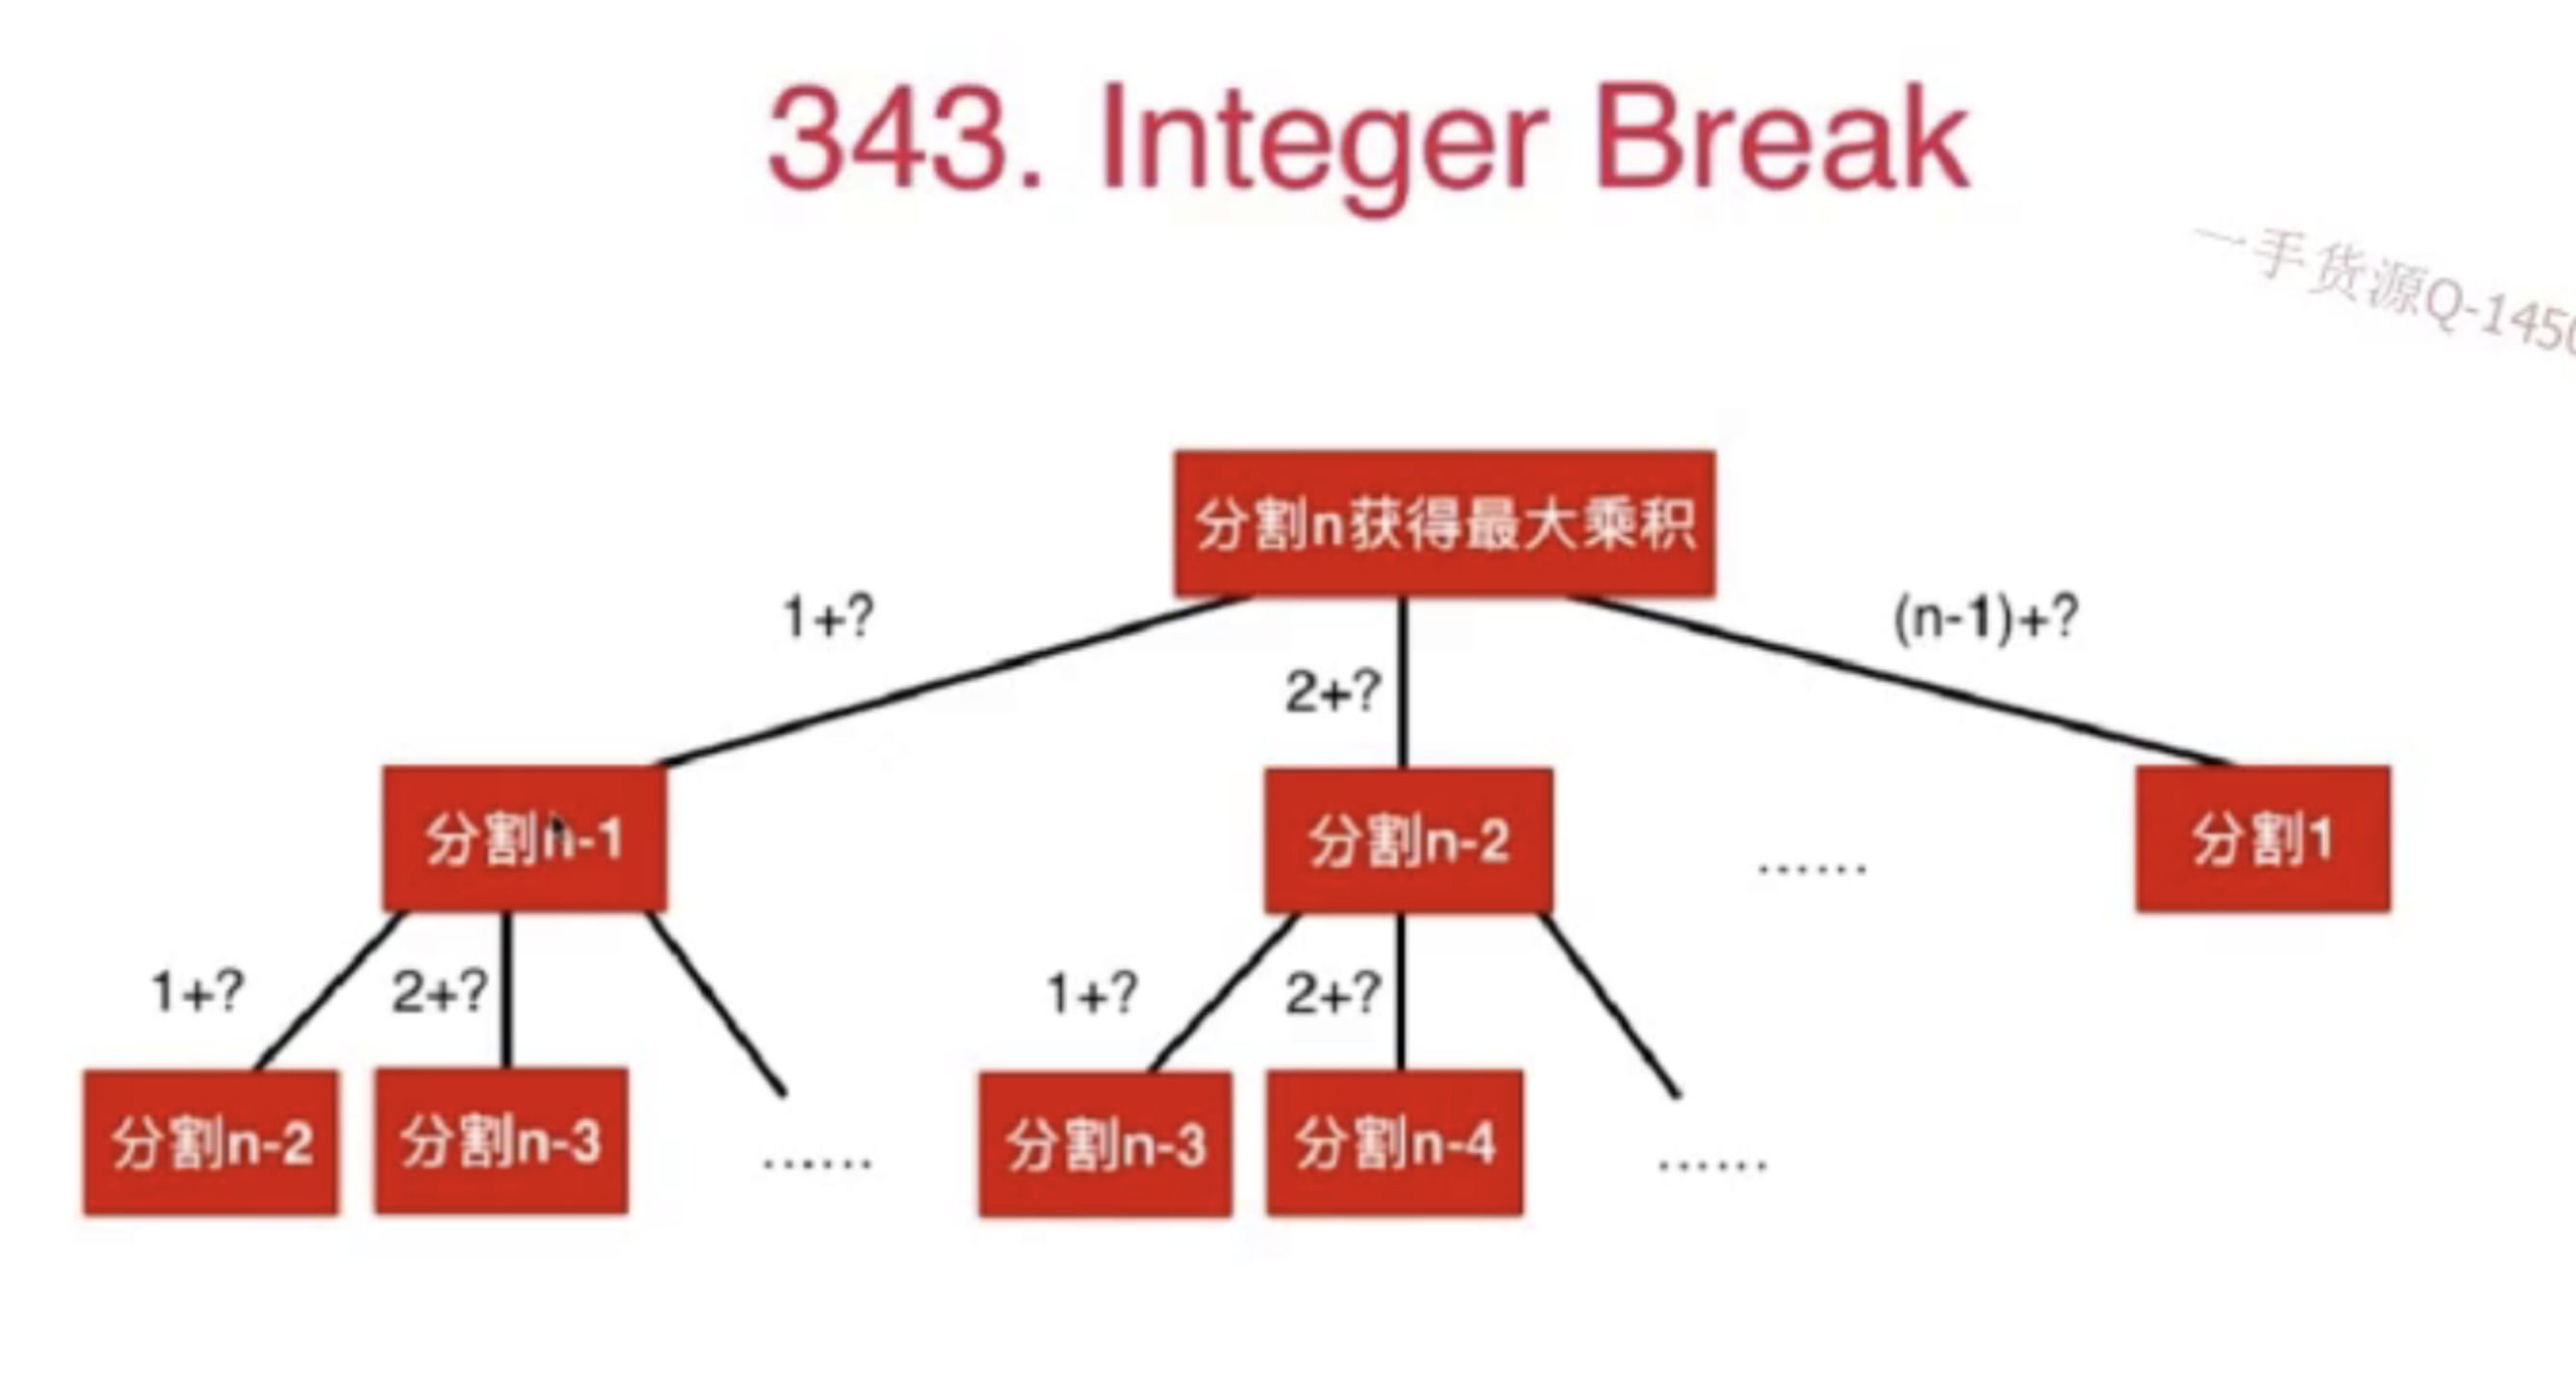 343. Integer Break
一手货源Q-1450
分割n获得最大乘积
1+?
2+?
(n-1)+?
分割n-1
分割n-2
......
分割1
1+?
2+?
1+?
2+?
分割n-2
分割n-3
......
分割n-3
分割n-4
......